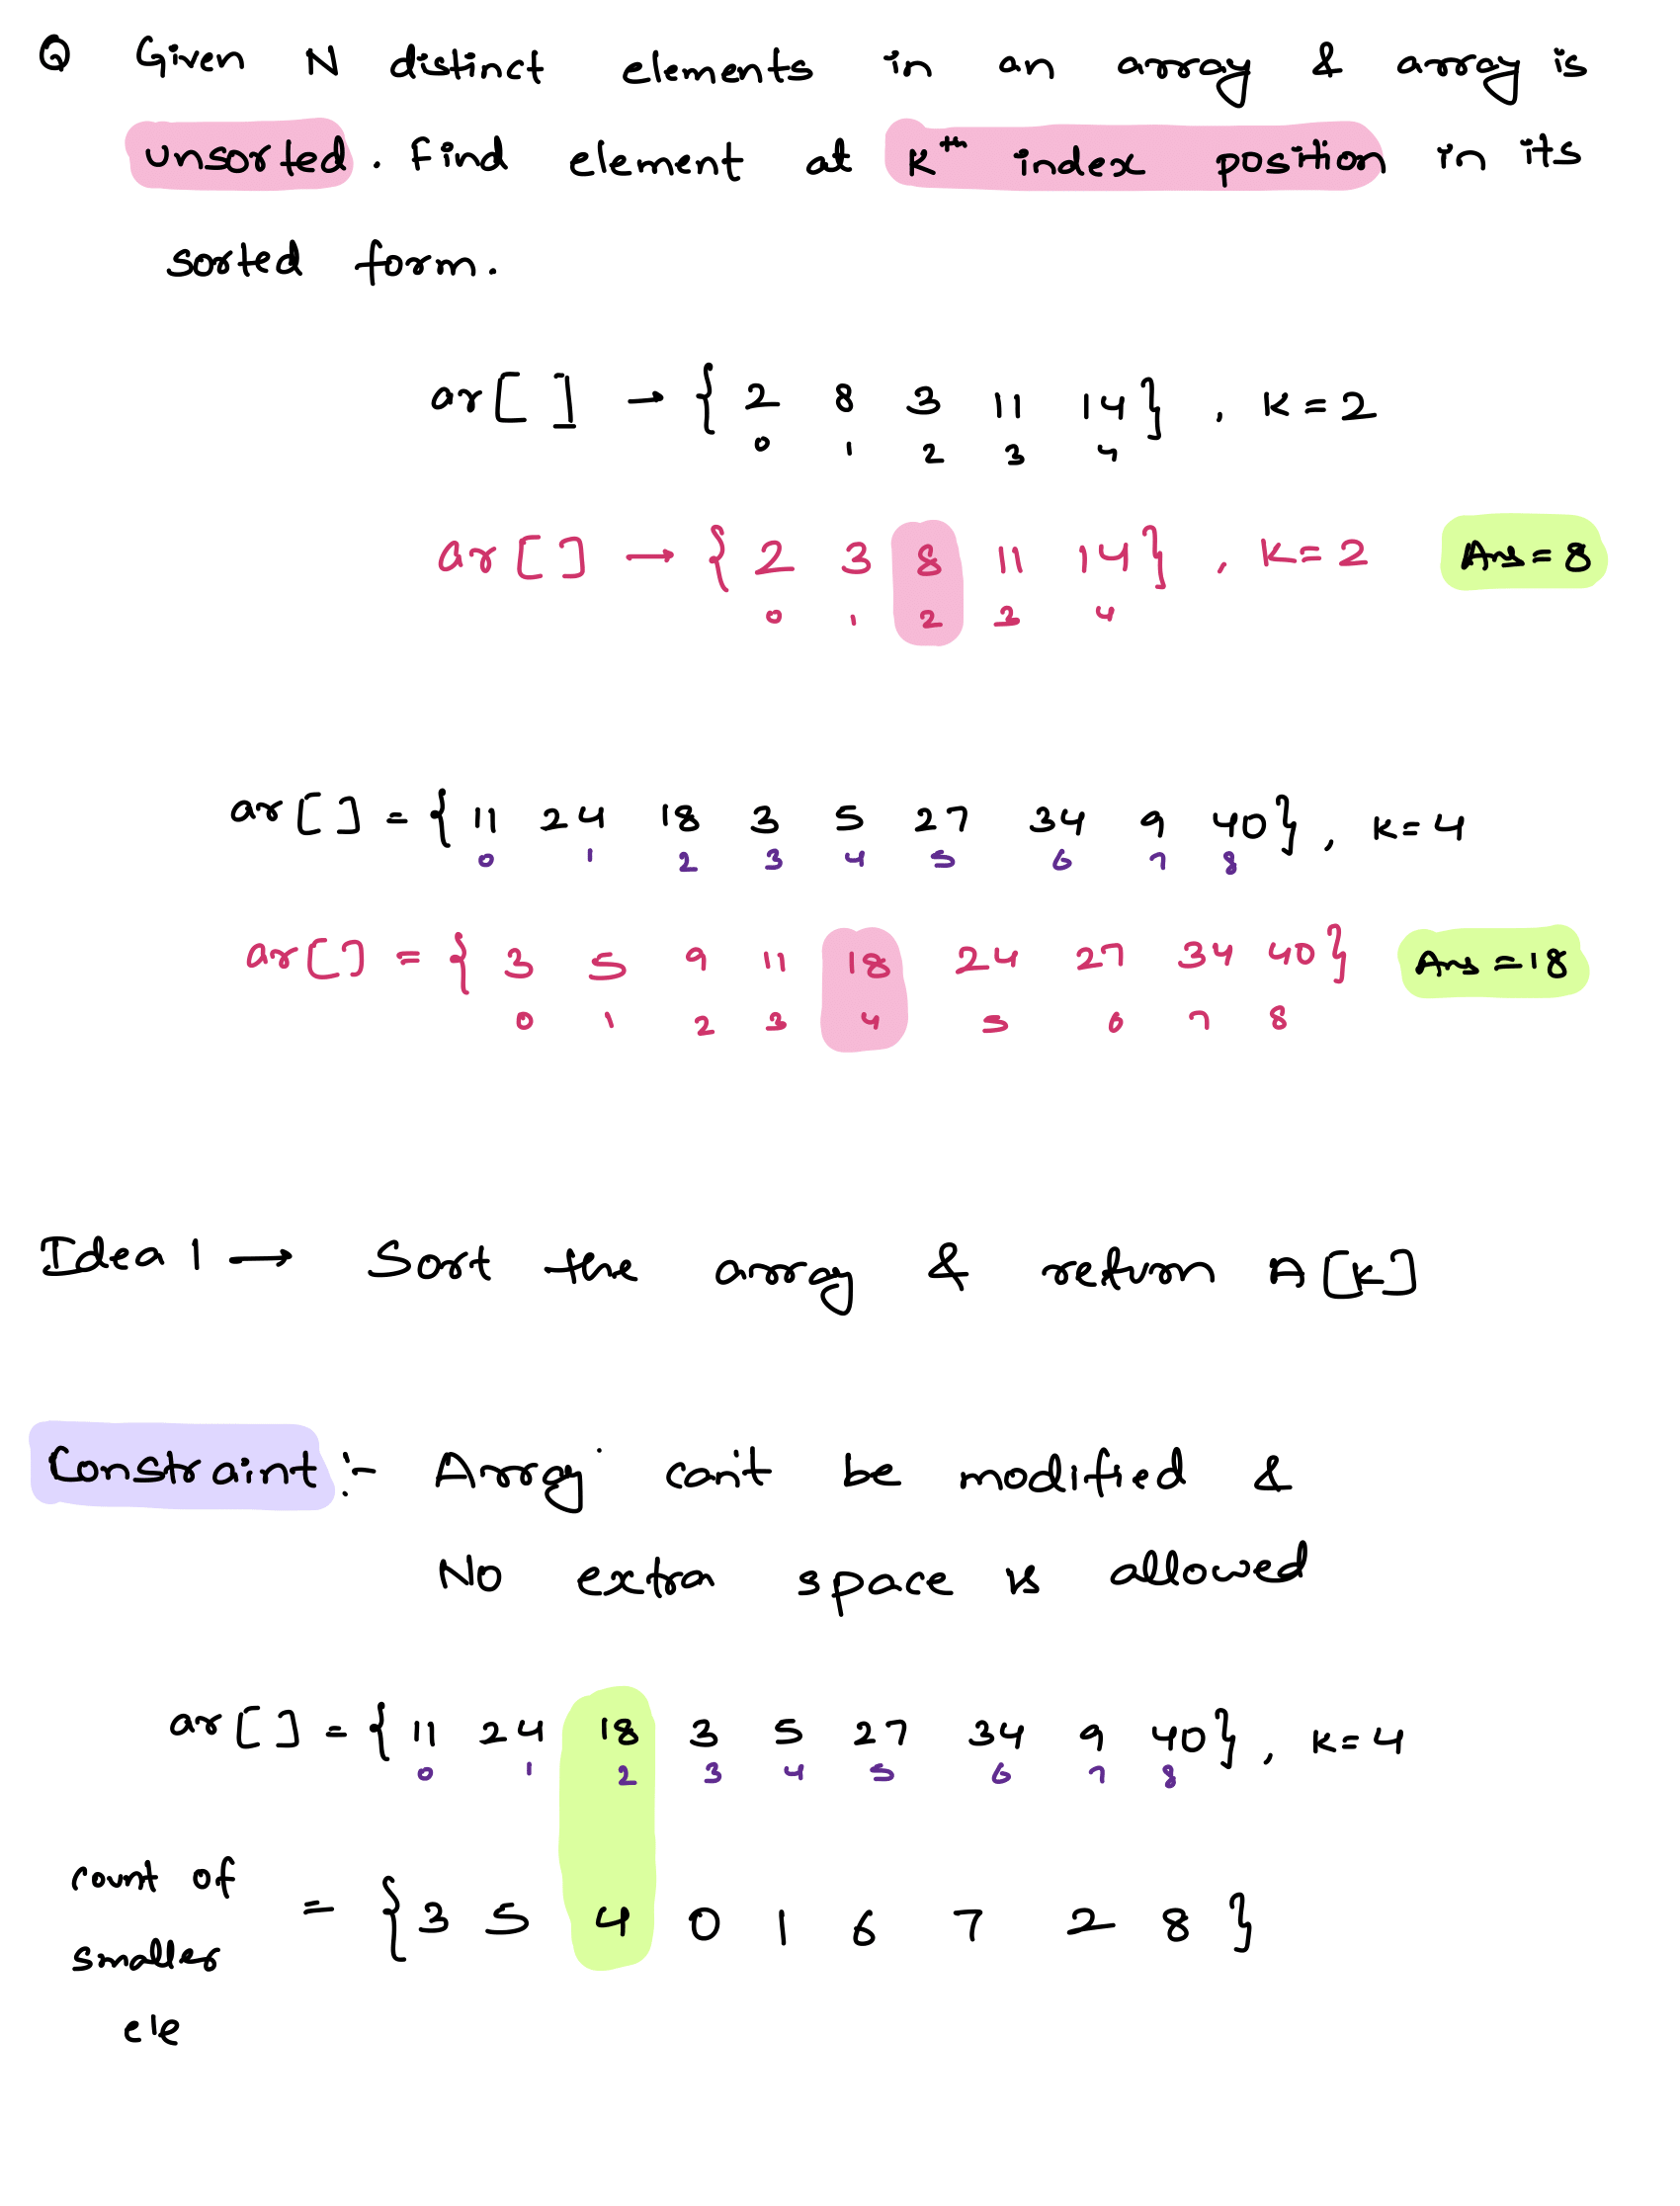 Q Given N distinct elements in an array & array is
unsorted. Find element at Kth index position in its
sorted form.
ar[ ] → { 2 8 3 11 14 } , K=2
0 1 2 3 4
ar[ ] → { 2 3 8 11 14 } , K=2 Ans=8
0 1 2 3 4
ar[ ] = { 11 24 18 3 5 27 34 9 40 } , K=4
0 1 2 3 4 5 6 7 8
ar[ ] = { 3 5 9 11 18 24 27 34 40 } Ans=18
0 1 2 3 4 5 6 7 8
Idea 1 → Sort the array & return A[K]
Constraint :- Array can't be modified &
No extra space is allowed
ar[ ] = { 11 24 18 3 5 27 34 9 40 } , K=4
0 1 2 3 4 5 6 7 8
count of
smaller = { 3 5 4 0 1 6 7 2 8 }
ele